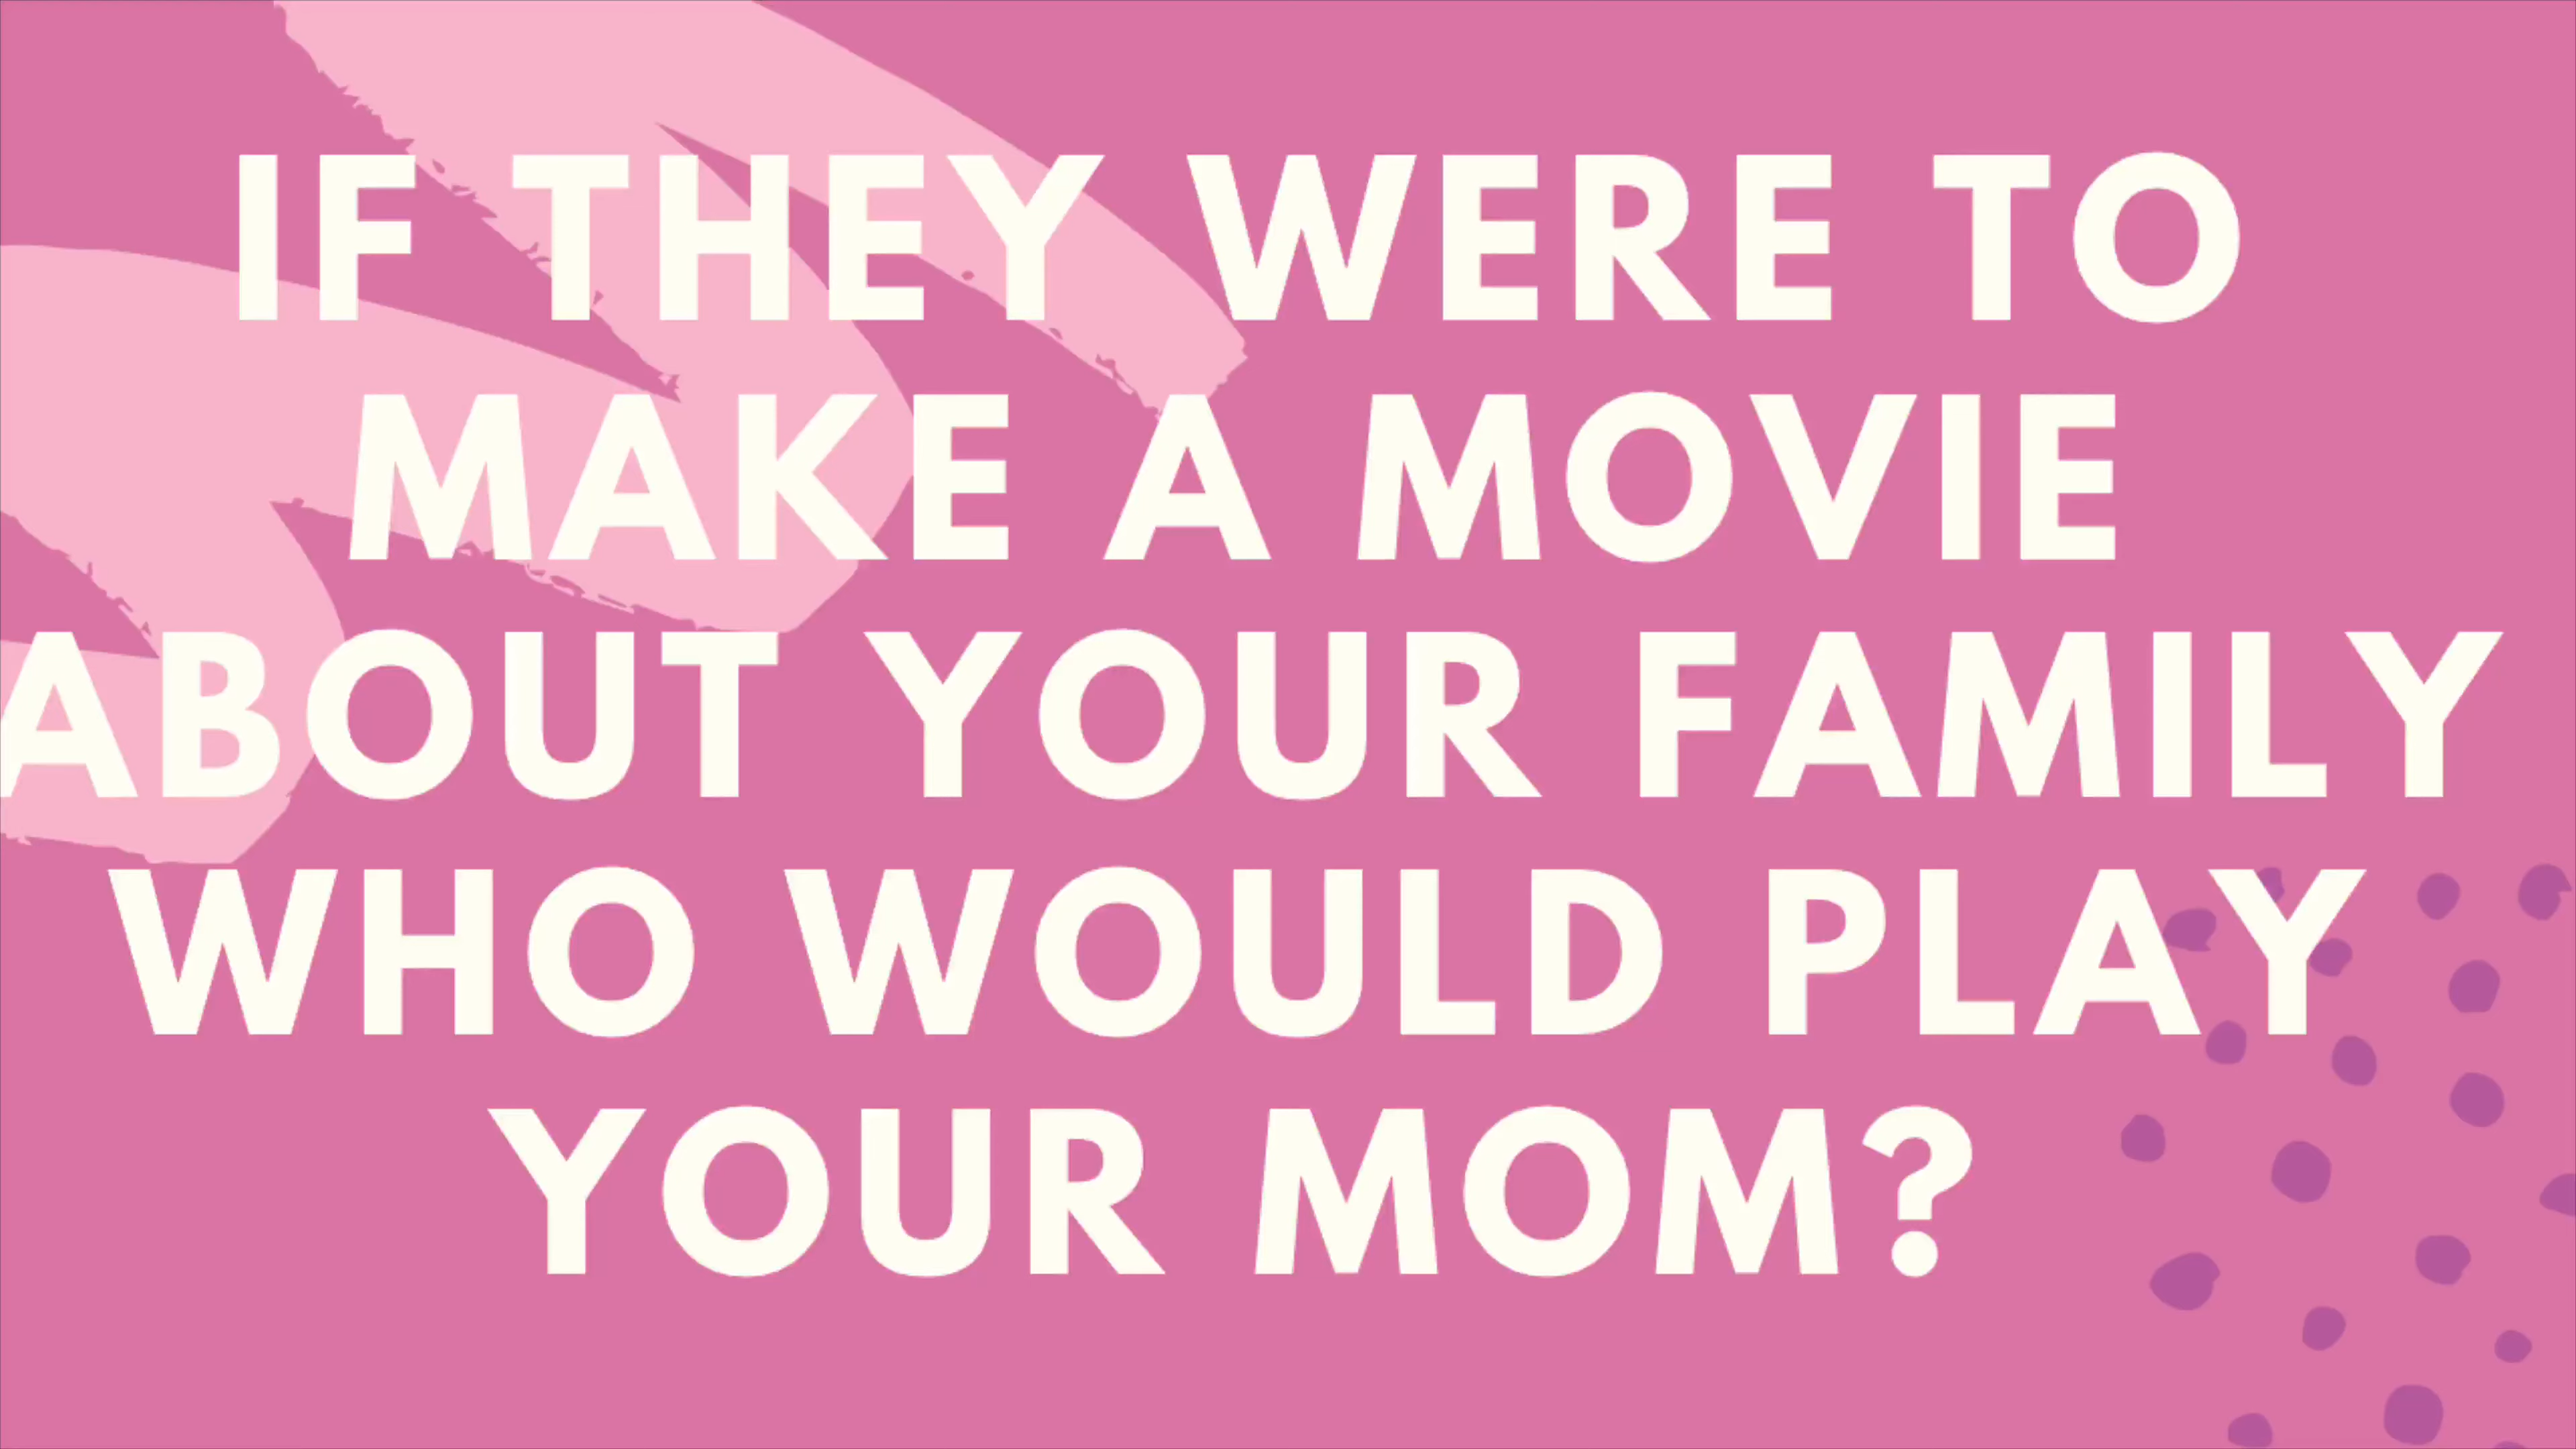 IF THEY WERE TO
MAKE A MOVIE
ABOUT YOUR FAMILY
WHO WOULD PLAY
YOUR MOM?